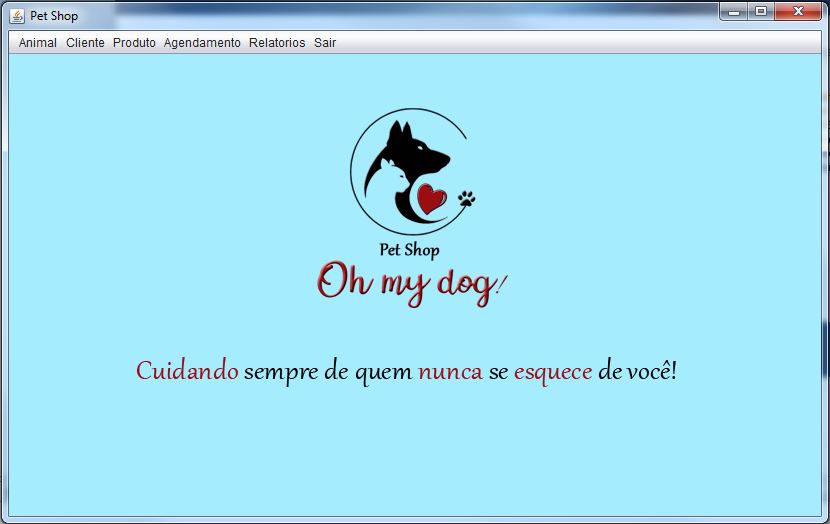 Pet Shop
Animal Cliente Produto Agendamento Relatorios Sair
Pet Shop
Oh my dog!
Cuidando sempre de quem nunca se esquece de você!